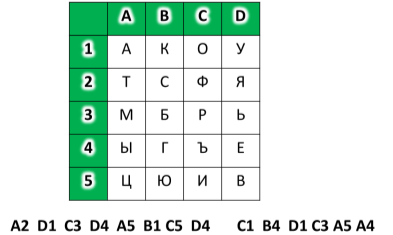 A B C D
1 А К О У
2 Т С Ф Я
3 М Б Р Ь
4 Ы Г Ъ Е
5 Ц Ю И В
A2 D1 C3 D4 A5 B1 C5 D4 C1 B4 D1 C3 A5 A4